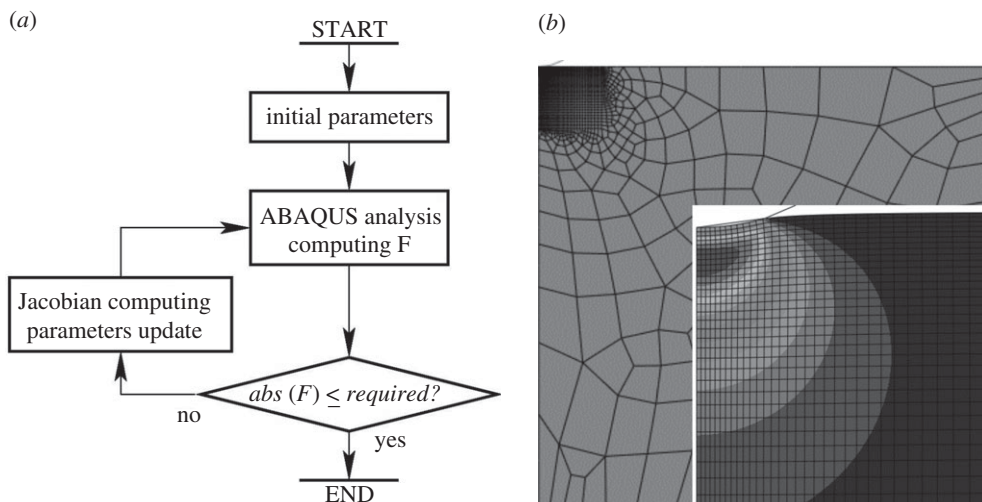 (a)
START
initial parameters
ABAQUS analysis
computing F
Jacobian computing
parameters update
abs (F) ≤ required?
no
yes
END
(b)